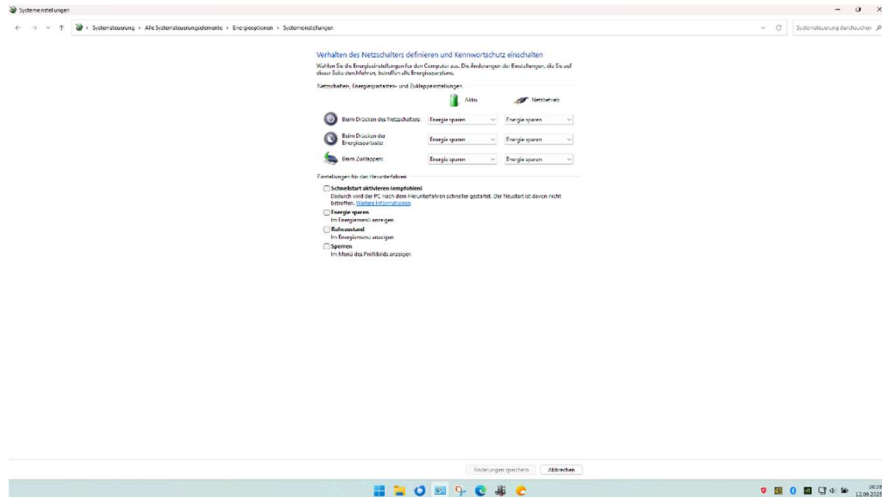 Systemeinstellungen
Systemsteuerung > Alle Systemsteuerungselemente > Energieoptionen > Systemeinstellungen
Systemsteuerung durchsuchen
Verhalten des Netzschalters definieren und Kennwortschutz einschalten
Wählen Sie die Energieeinstellungen für den Computer aus. Die Änderungen der Einstellungen, die Sie auf
dieser Seite durchführen, betreffen alle Energiesparpläne.
Netzschalter-, Energiespartasten- und Zuklappeinstellungen
Akku Netzbetrieb
Beim Drücken des Netzschalters: Energie sparen Energie sparen
Beim Drücken der
Energiespartaste: Energie sparen Energie sparen
Beim Zuklappen: Energie sparen Energie sparen
Einstellungen für das Herunterfahren
Schnellstart aktivieren (empfohlen)
Dadurch wird der PC nach dem Herunterfahren schneller gestartet. Der Neustart ist davon nicht
betroffen. Weitere Informationen
Energie sparen
Im Energiemenü anzeigen
Ruhezustand
Im Energiemenü anzeigen
Sperren
Im Menü des Profilbilds anzeigen
Änderungen speichern Abbrechen